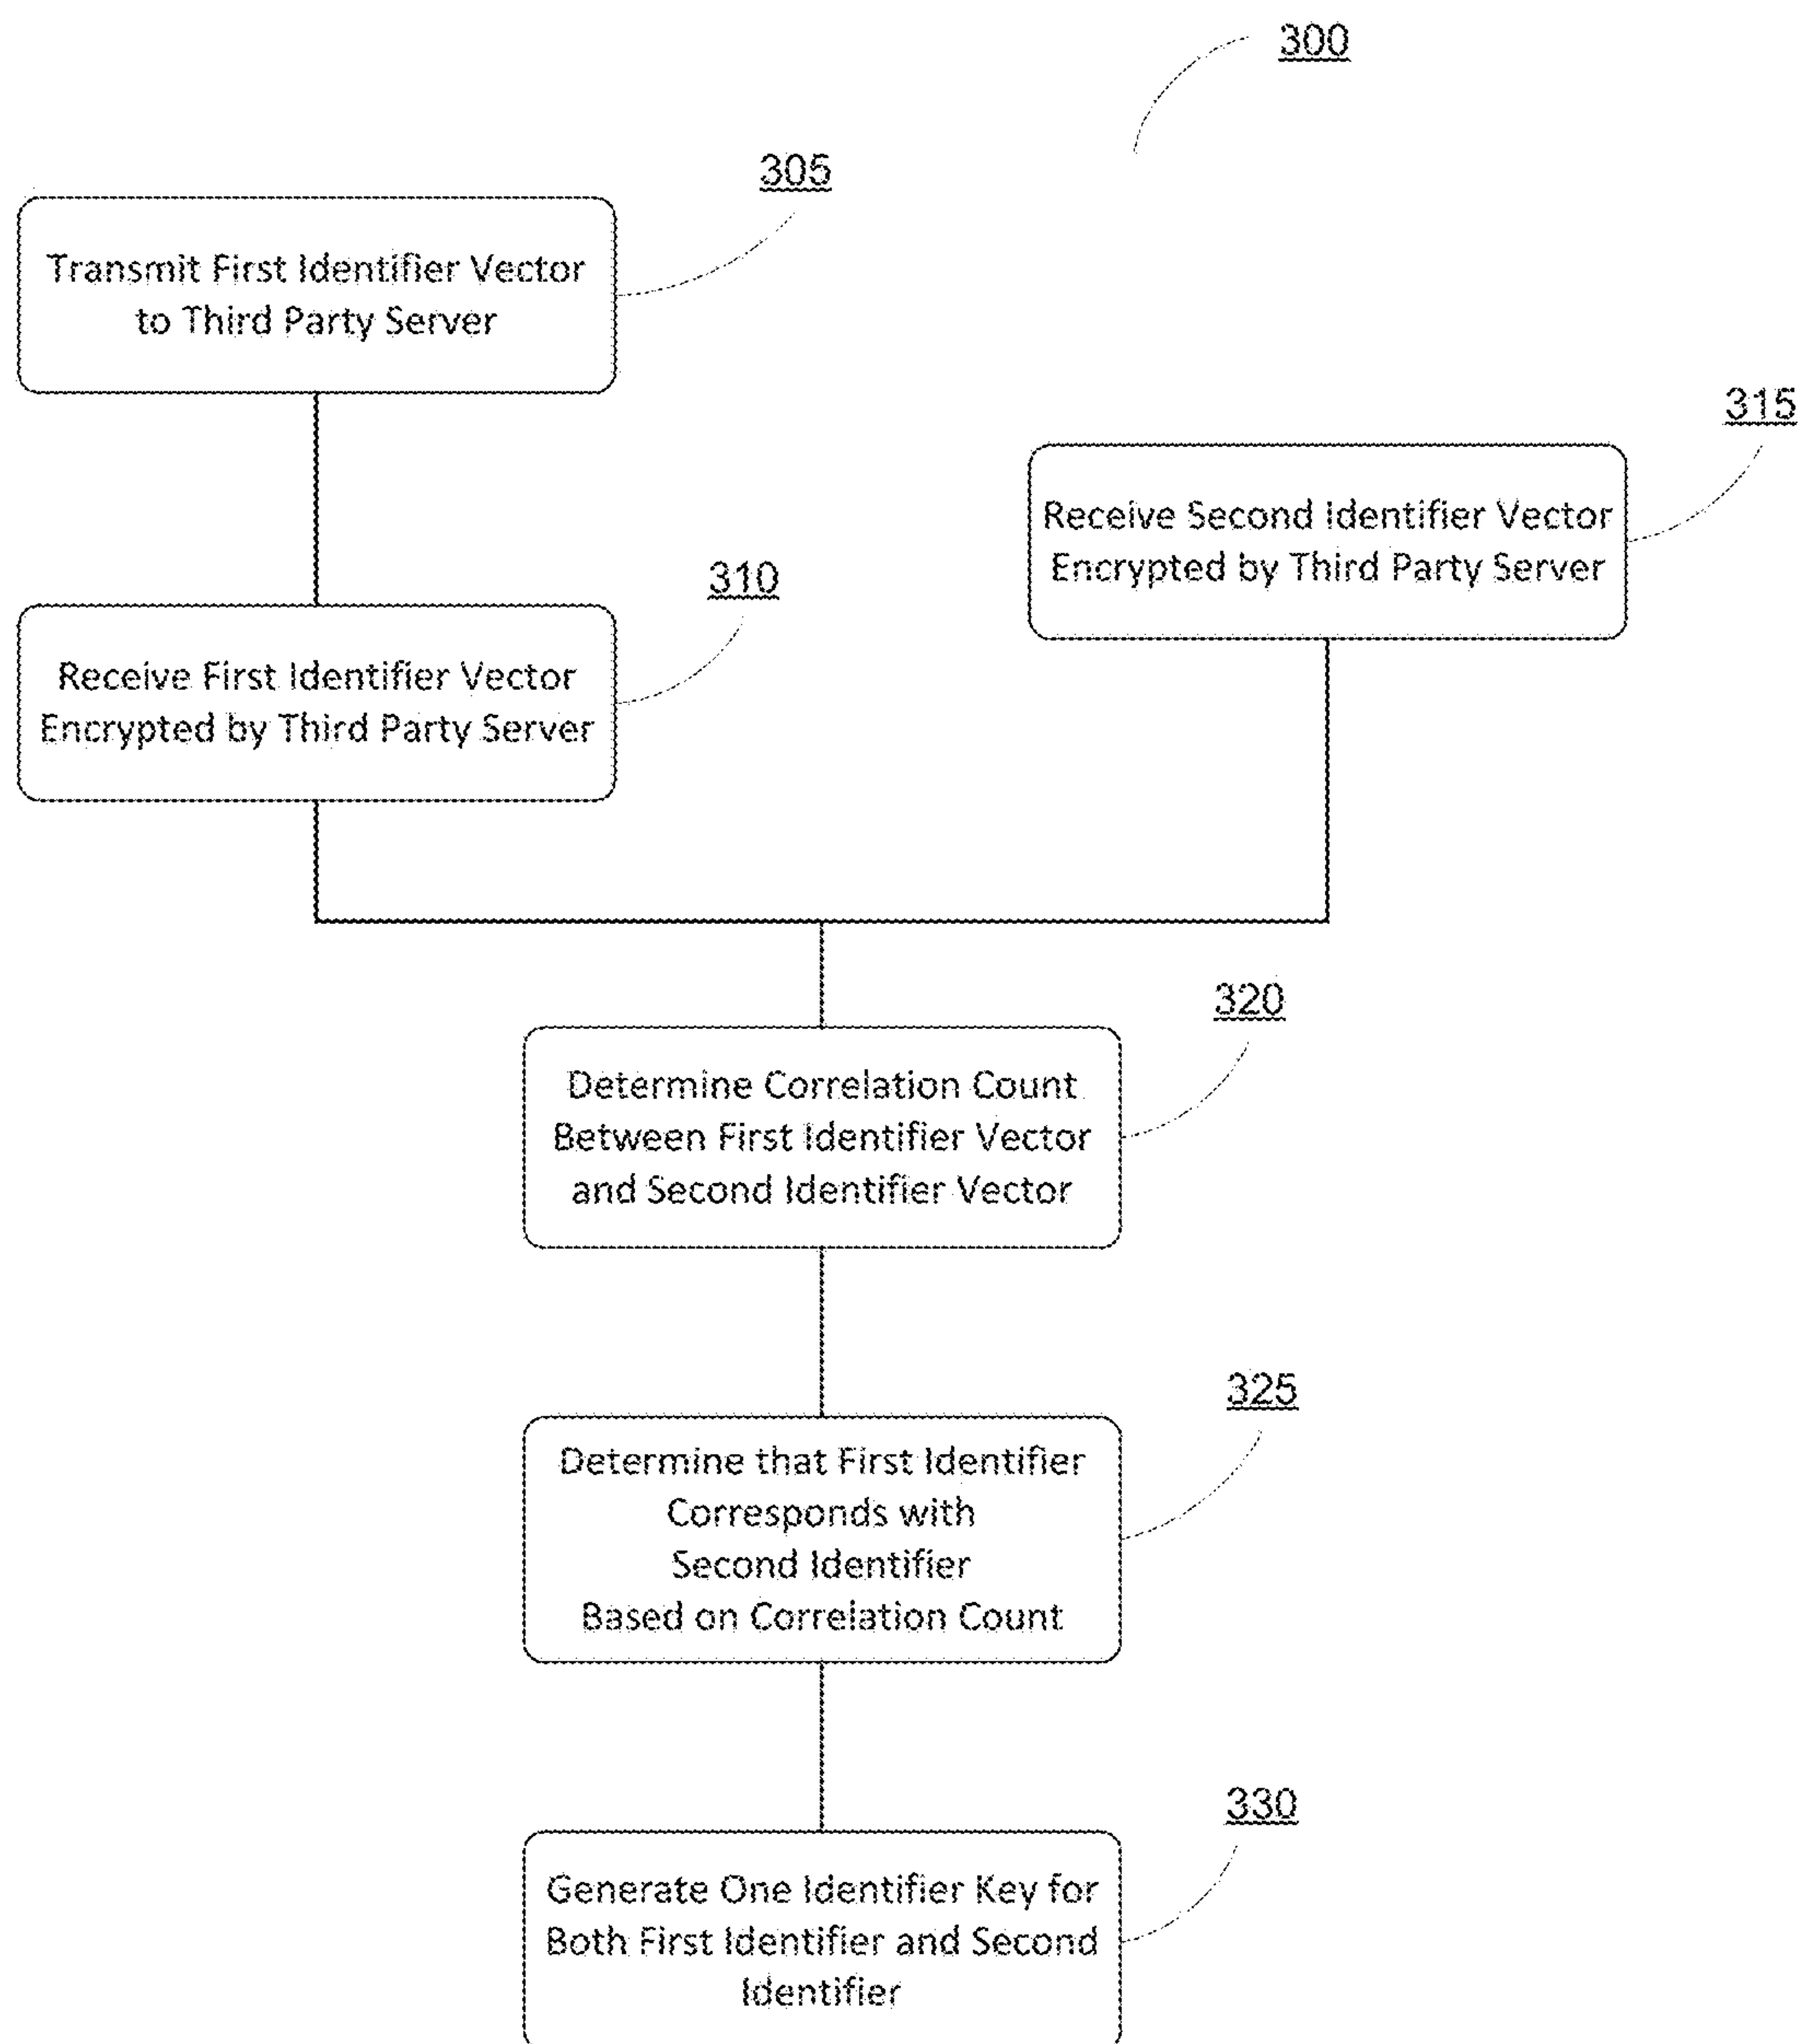 300
305
Transmit First Identifier Vector
to Third Party Server
315
Receive Second Identifier Vector
Encrypted by Third Party Server
310
Receive First Identifier Vector
Encrypted by Third Party Server
320
Determine Correlation Count
Between First Identifier Vector
and Second Identifier Vector
325
Determine that First Identifier
Corresponds with
Second Identifier
Based on Correlation Count
330
Generate One Identifier Key for
Both First Identifier and Second
Identifier